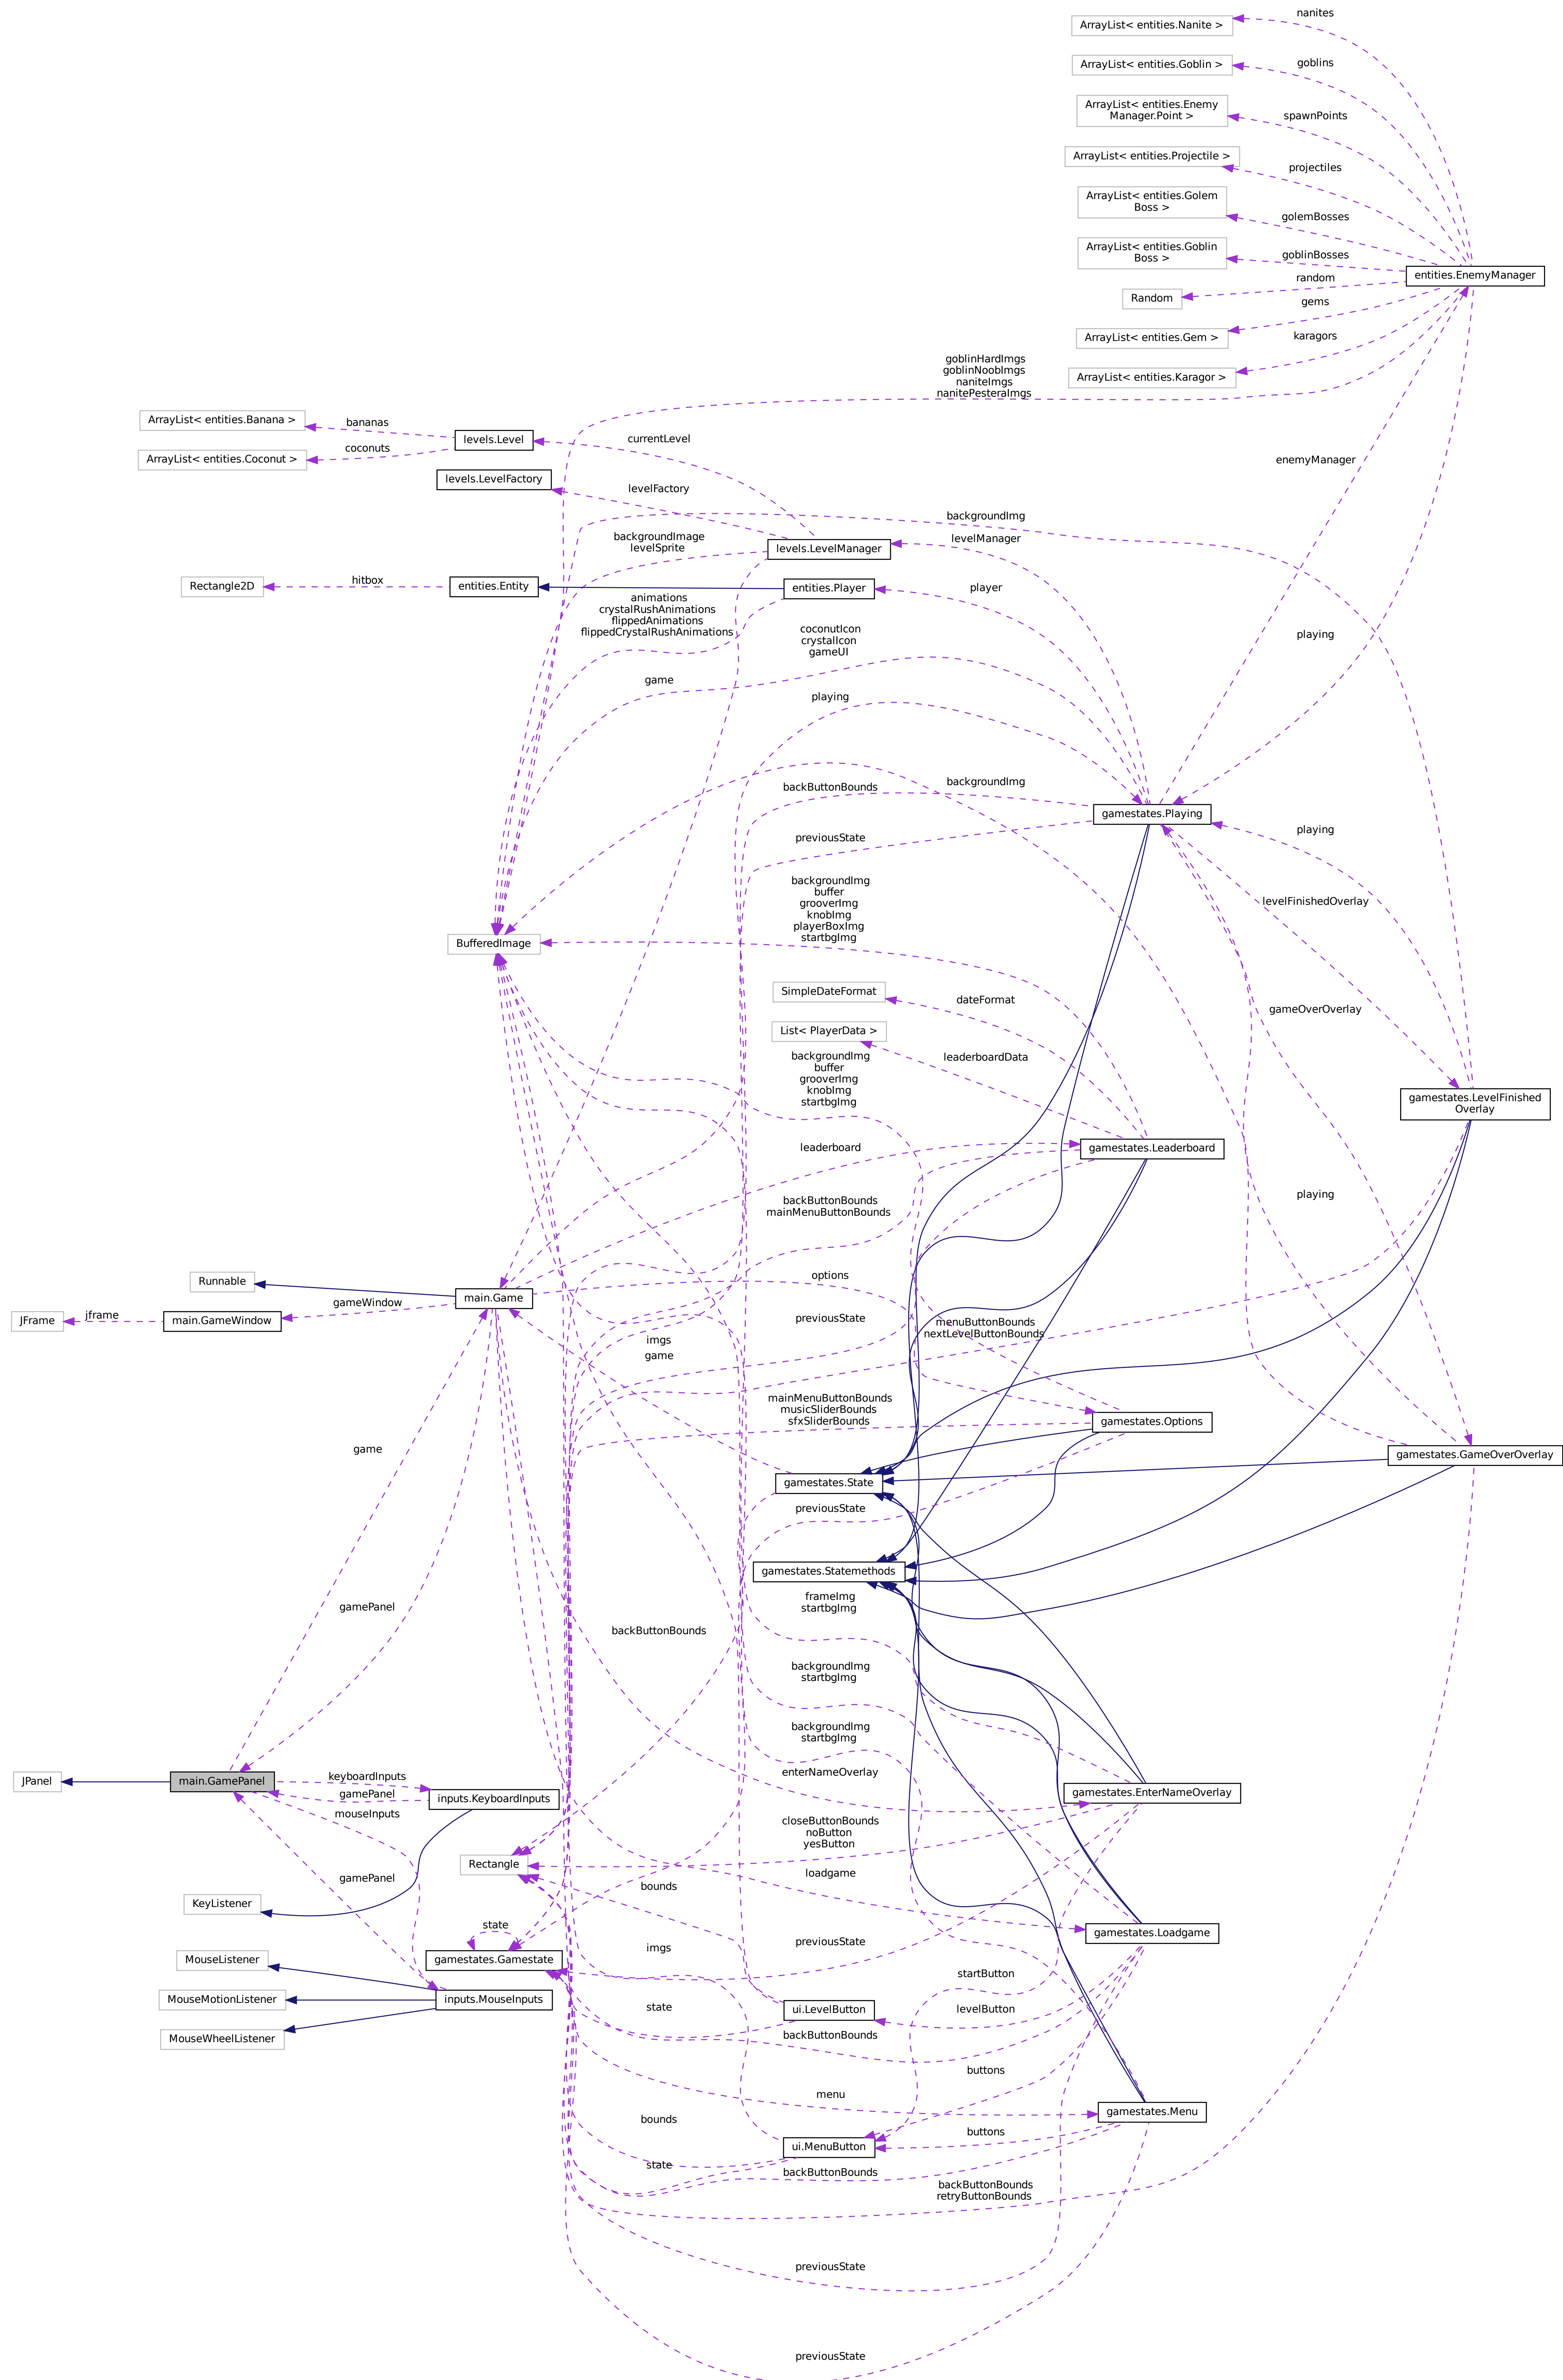 nanites
ArrayList< entities.Nanite >
goblins
ArrayList< entities.Goblin >
ArrayList< entities.Enemy
Manager.Point >
spawnPoints
ArrayList< entities.Projectile >
projectiles
ArrayList< entities.Golem
Boss >
golemBosses
ArrayList< entities.Goblin
Boss >
goblinBosses
entities.EnemyManager
random
Random
gems
ArrayList< entities.Gem >
karagors
ArrayList< entities.Karagor >
goblinHardImgs
goblinNoobImgs
naniteImgs
nanitePesteraImgs
ArrayList< entities.Banana >
bananas
levels.Level
currentLevel
coconuts
ArrayList< entities.Coconut >
enemyManager
levels.LevelFactory
levelFactory
backgroundImg
backgroundImage
levelSprite
levels.LevelManager
levelManager
Rectangle2D
hitbox
entities.Entity
entities.Player
player
animations
crystalRushAnimations
flippedAnimations
flippedCrystalRushAnimations
coconutIcon
crystalIcon
gameUI
playing
game
playing
backButtonBounds
backgroundImg
gamestates.Playing
previousState
playing
backgroundImg
buffer
grooverImg
knobImg
playerBoxImg
startbgImg
levelFinishedOverlay
BufferedImage
SimpleDateFormat
dateFormat
gameOverOverlay
List< PlayerData >
leaderboardData
backgroundImg
buffer
grooverImg
knobImg
startbgImg
gamestates.LevelFinished
Overlay
leaderboard
gamestates.Leaderboard
backButtonBounds
mainMenuButtonBounds
playing
Runnable
main.Game
options
gameWindow
JFrame
jframe
main.GameWindow
previousState
menuButtonBounds
nextLevelButtonBounds
imgs
game
mainMenuButtonBounds
musicSliderBounds
sfxSliderBounds
gamestates.Options
game
gamestates.GameOverOverlay
gamestates.State
previousState
gamestates.Statemethods
frameImg
startbgImg
gamePanel
backButtonBounds
backgroundImg
startbgImg
backgroundImg
startbgImg
JPanel
main.GamePanel
keyboardInputs
enterNameOverlay
gamePanel
inputs.KeyboardInputs
gamestates.EnterNameOverlay
mouseInputs
closeButtonBounds
noButton
yesButton
Rectangle
gamePanel
loadgame
bounds
KeyListener
state
gamestates.Loadgame
previousState
imgs
MouseListener
gamestates.Gamestate
startButton
MouseMotionListener
inputs.MouseInputs
state
ui.LevelButton
levelButton
MouseWheelListener
backButtonBounds
buttons
menu
gamestates.Menu
bounds
buttons
ui.MenuButton
state
backButtonBounds
backButtonBounds
retryButtonBounds
previousState
previousState